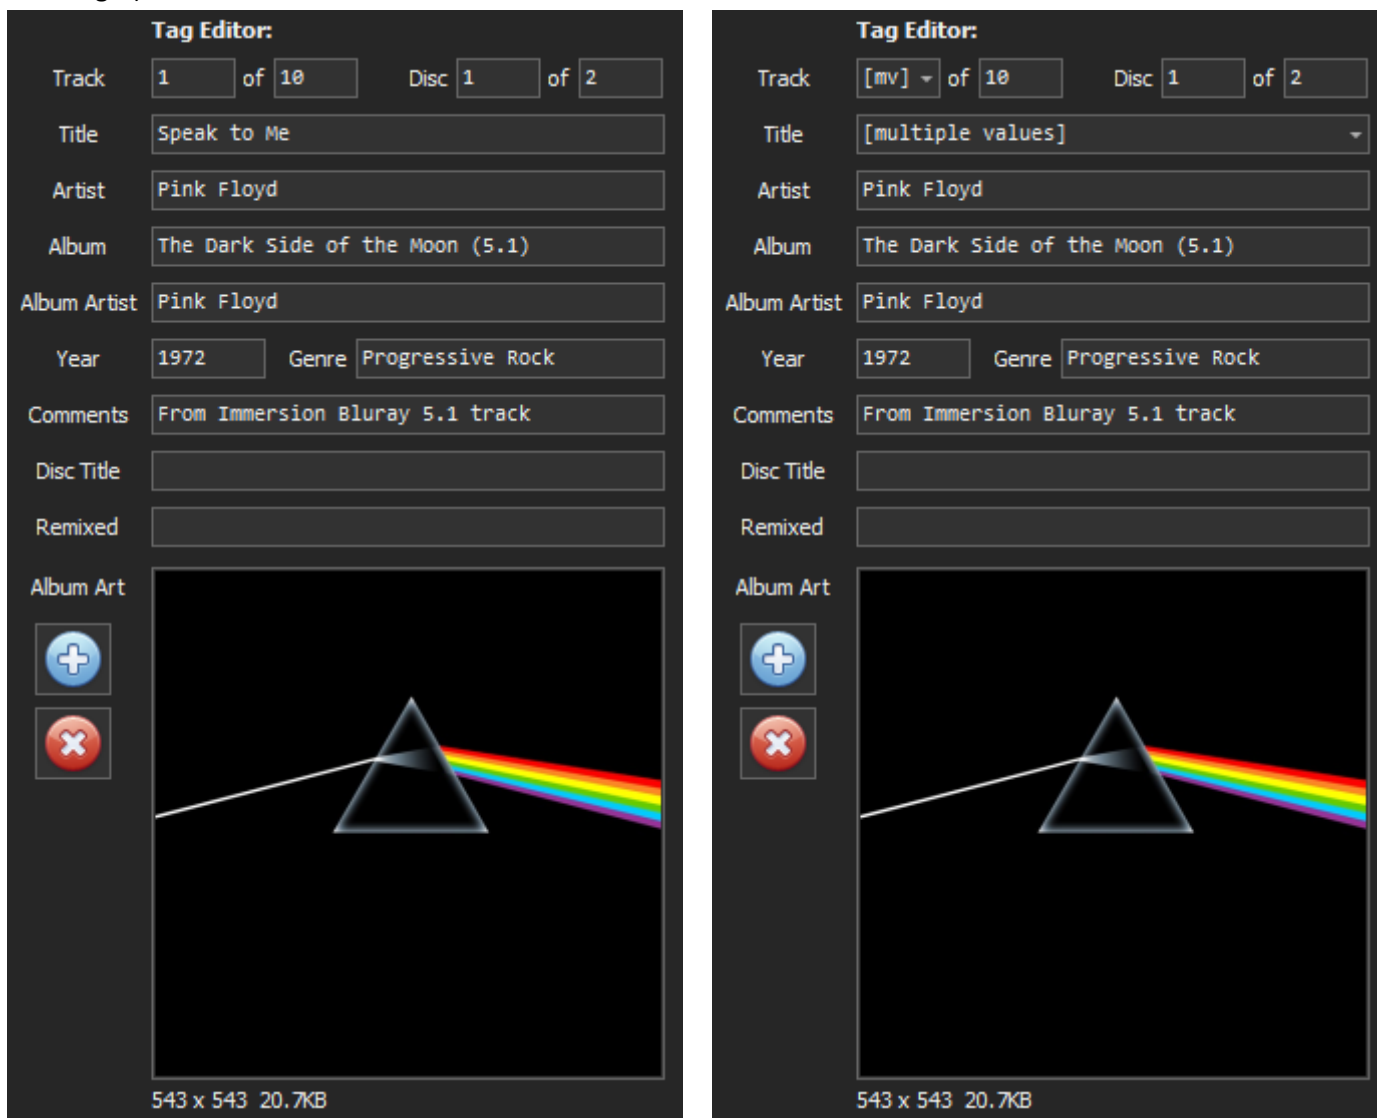 Tag Editor:
Track 1 of 10 Disc 1 of 2
Title Speak to Me
Artist Pink Floyd
Album The Dark Side of the Moon (5.1)
Album Artist Pink Floyd
Year 1972 Genre Progressive Rock
Comments From Immersion Bluray 5.1 track
Disc Title
Remixed
Album Art
543 x 543 20.7KB
Tag Editor:
Track [mv] of 10 Disc 1 of 2
Title [multiple values]
Artist Pink Floyd
Album The Dark Side of the Moon (5.1)
Album Artist Pink Floyd
Year 1972 Genre Progressive Rock
Comments From Immersion Bluray 5.1 track
Disc Title
Remixed
Album Art
543 x 543 20.7KB